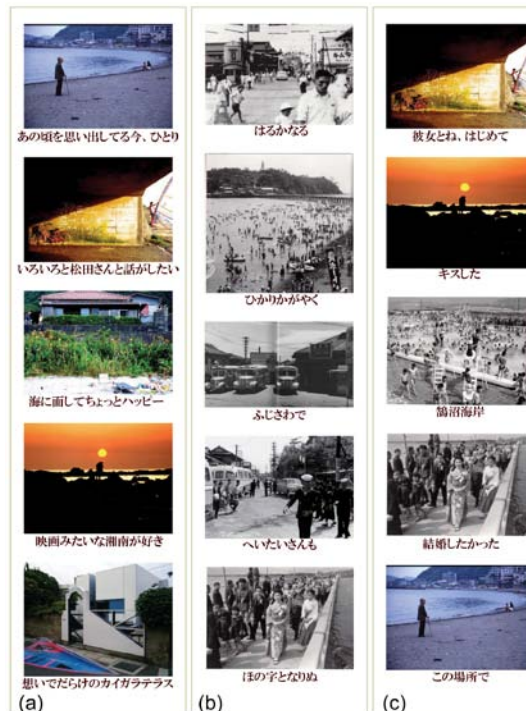 あの頃を思い出してる今、ひとり
いろいろと松田さんと話がしたい
海に面してちょっとハッピー
映画みたいな湘南が好き
想いでだらけのカイガラテラス
(a)
はるかなる
ひかりかがやく
ふじさわで
へいたいさんも
ほの字となりぬ
(b)
彼女とね、はじめて
キスした
鵠沼海岸
結婚したかった
この場所で
(c)